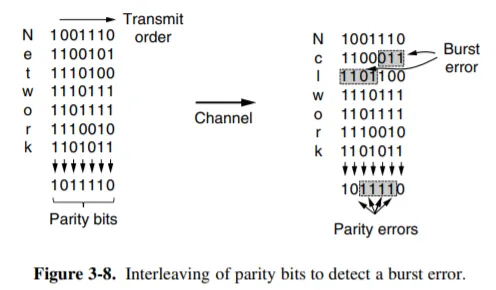 Transmit
order
N 1001110
e 1100101
t 1110100
w 1110111
o 1101111
r 1110010
k 1101011
1011110
Parity bits
Channel
N 1001110
c 1100011
l 1101100
w 1110111
o 1101111
r 1110010
k 1101011
1011110
Burst
error
Parity errors
Figure 3-8. Interleaving of parity bits to detect a burst error.